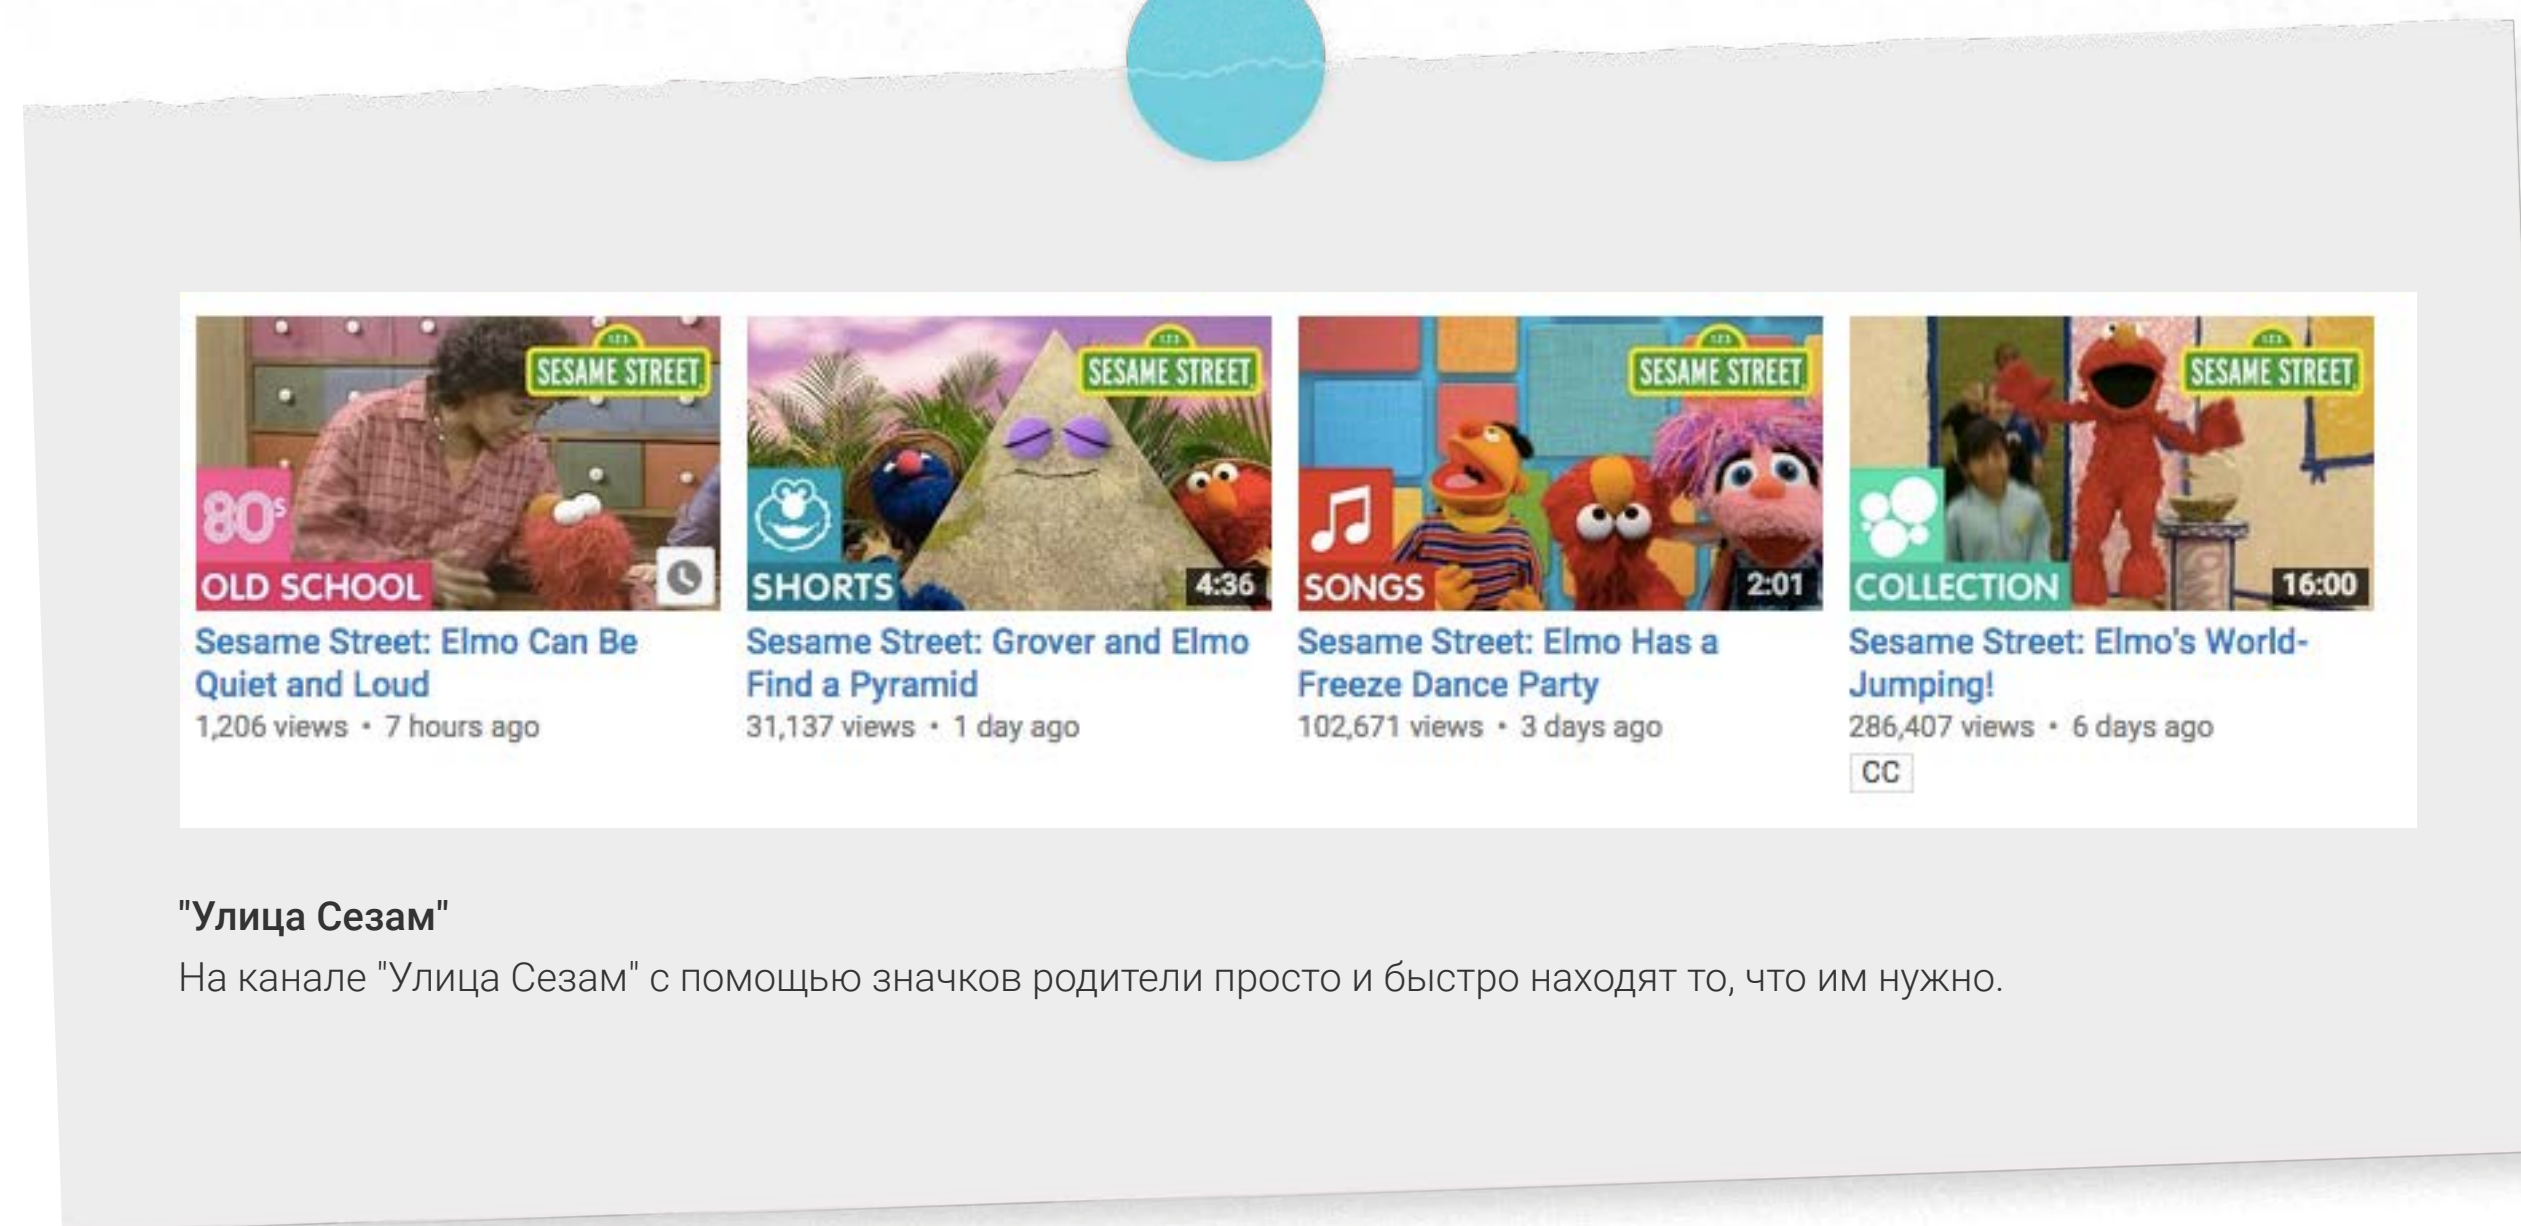 SESAME STREET
80s
OLD SCHOOL
Sesame Street: Elmo Can Be
Quiet and Loud
1,206 views • 7 hours ago
123
SESAME STREET
SHORTS
4:36
Sesame Street: Grover and Elmo
Find a Pyramid
31,137 views • 1 day ago
123
SESAME STREET
SONGS
2:01
Sesame Street: Elmo Has a
Freeze Dance Party
102,671 views • 3 days ago
123
SESAME STREET
COLLECTION
16:00
Sesame Street: Elmo's World-
Jumping!
286,407 views • 6 days ago
CC
"Улица Сезам"
На канале "Улица Сезам" с помощью значков родители просто и быстро находят то, что им нужно.